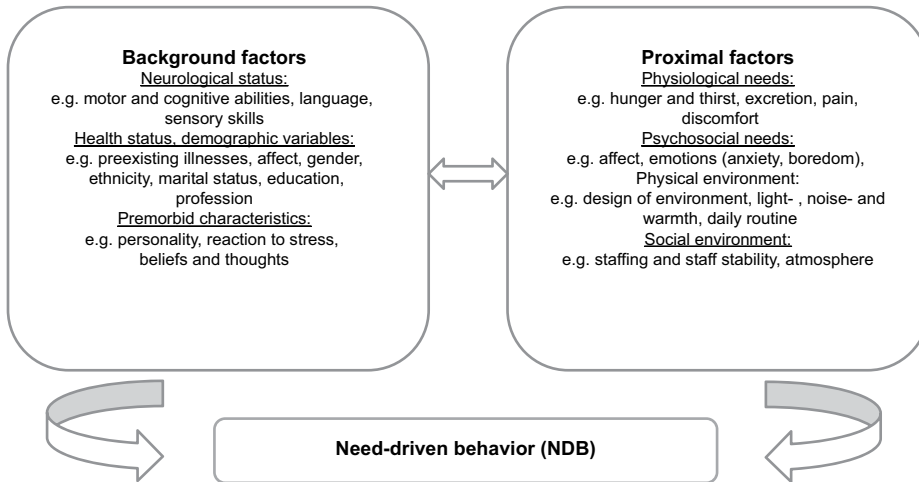 Background factors
Neurological status:
e.g. motor and cognitive abilities, language,
sensory skills
Health status, demographic variables:
e.g. preexisting illnesses, affect, gender,
ethnicity, marital status, education,
profession
Premorbid characteristics:
e.g. personality, reaction to stress,
beliefs and thoughts
Proximal factors
Physiological needs:
e.g. hunger and thirst, excretion, pain,
discomfort
Psychosocial needs:
e.g. affect, emotions (anxiety, boredom),
Physical environment:
e.g. design of environment, light- , noise- and
warmth, daily routine
Social environment:
e.g. staffing and staff stability, atmosphere
Need-driven behavior (NDB)